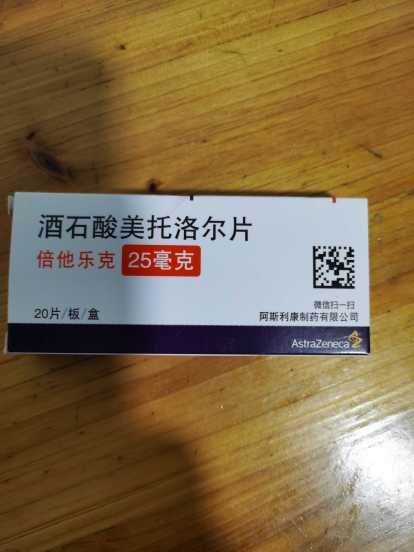 酒石酸美托洛尔片
倍他乐克 25毫克
20片/板/盒
微信扫一扫
阿斯利康制药有限公司
AstraZeneca